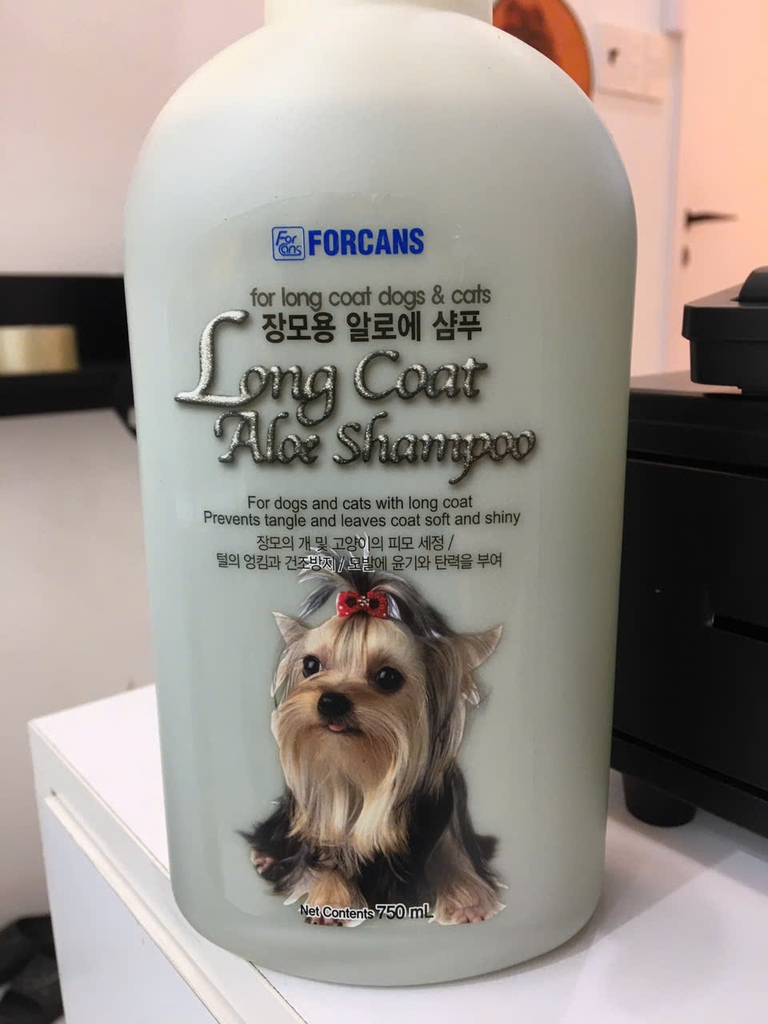 For cans FORCANS
for long coat dogs & cats
장모용 알로에 샴푸
Long Coat
Aloe Shampoo
For dogs and cats with long coat
Prevents tangle and leaves coat soft and shiny
장모의 개 및 고양이의 피모 세정 /
털의 엉킴과 건조방지 / 모발에 윤기와 탄력을 부여
Net Contents 750 mL